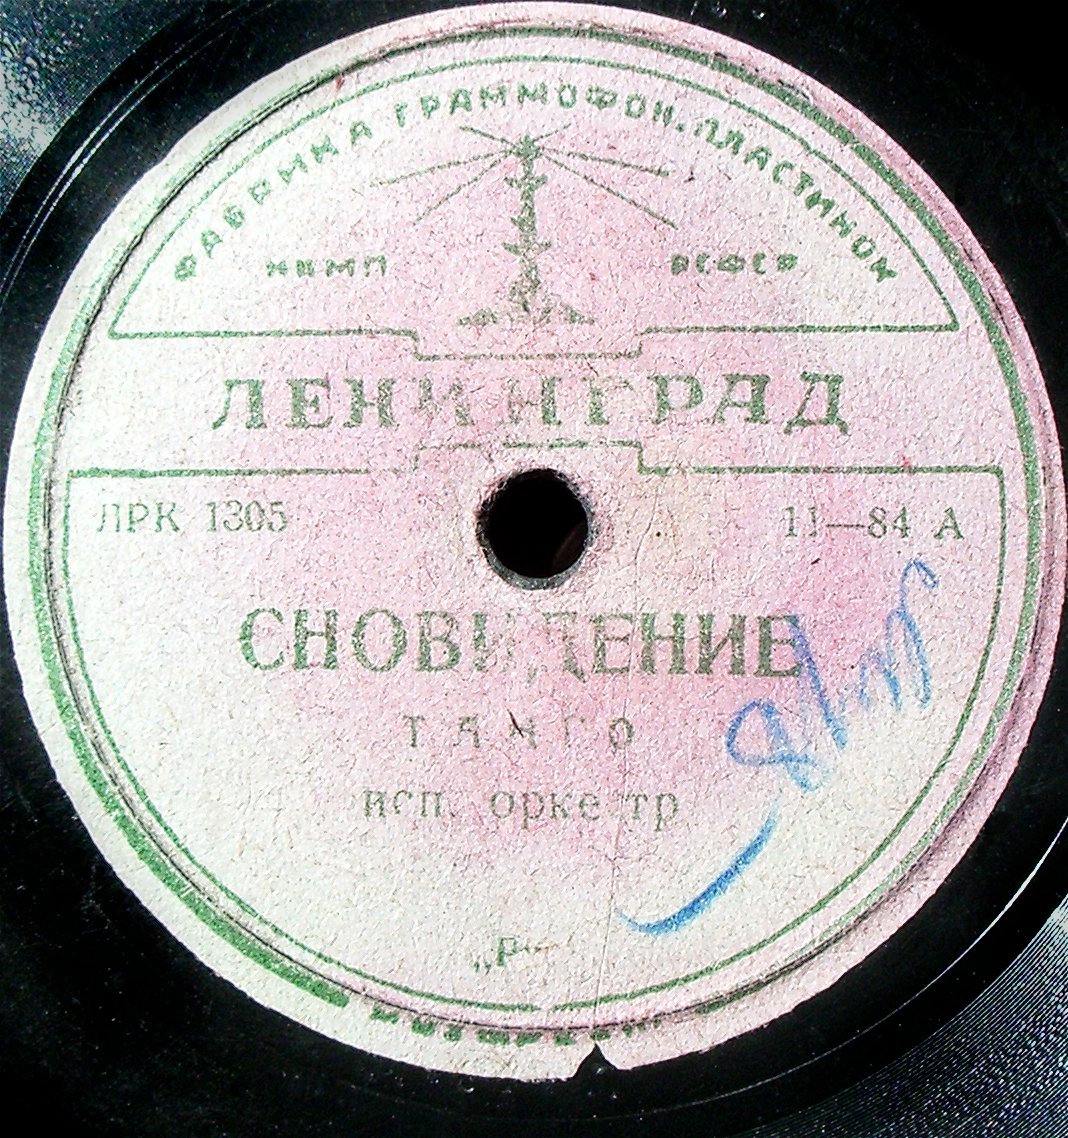 ФАБРИКА ГРАММОФОН. ПЛАСТИНОК
НКМП РСФСР
ЛЕНИНГРАД
ЛРК 1305 11—84 А
СНОВИДЕНИЕ
ТАНГО
исп. оркестр